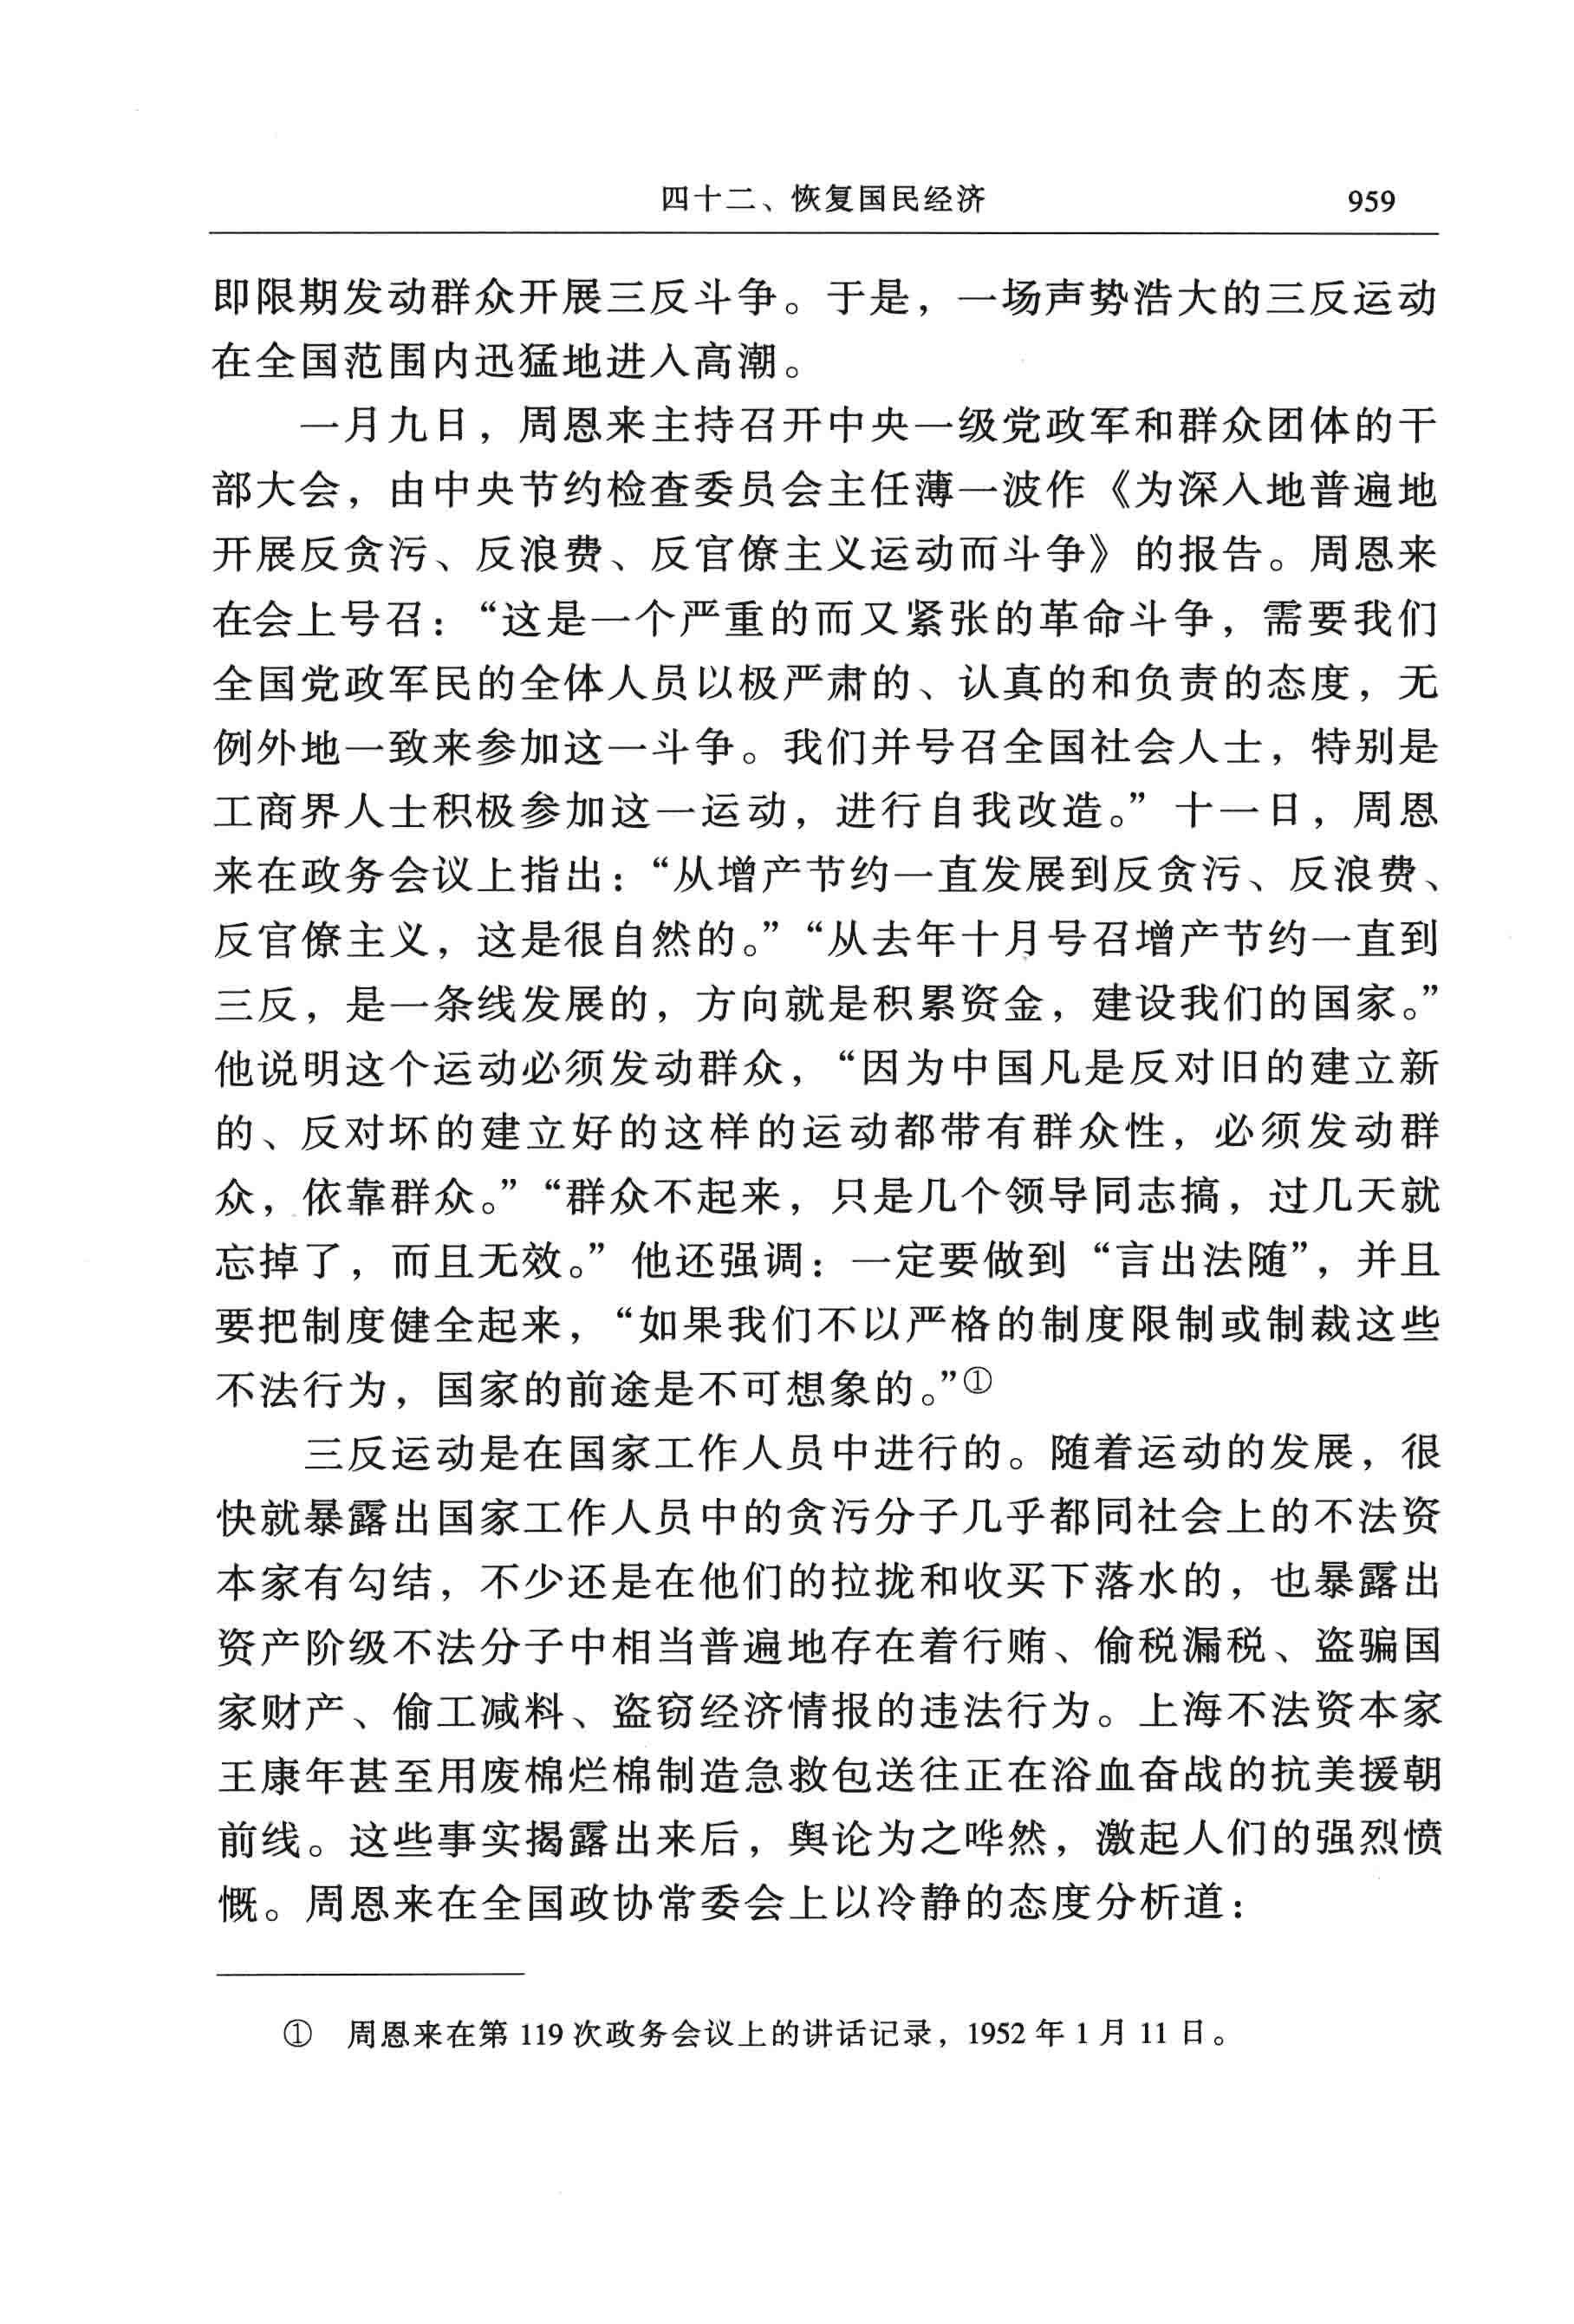 四十二、恢复国民经济 959
即限期发动群众开展三反斗争。于是，一场声势浩大的三反运动
在全国范围内迅猛地进入高潮。
一月九日，周恩来主持召开中央一级党政军和群众团体的干
部大会，由中央节约检查委员会主任薄一波作《为深入地普遍地
开展反贪污、反浪费、反官僚主义运动而斗争》的报告。周恩来
在会上号召：“这是一个严重的而又紧张的革命斗争，需要我们
全国党政军民的全体人员以极严肃的、认真的和负责的态度，无
例外地一致来参加这一斗争。我们并号召全国社会人士，特别是
工商界人士积极参加这一运动，进行自我改造。”十一日，周恩
来在政务会议上指出：“从增产节约一直发展到反贪污、反浪费、
反官僚主义，这是很自然的。”“从去年十月号召增产节约一直到
三反，是一条线发展的，方向就是积累资金，建设我们的国家。”
他说明这个运动必须发动群众，“因为中国凡是反对旧的建立新
的、反对坏的建立好的这样的运动都带有群众性，必须发动群
众，依靠群众。”“群众不起来，只是几个领导同志搞，过几天就
忘掉了，而且无效。”他还强调：一定要做到“言出法随”，并且
要把制度健全起来，“如果我们不以严格的制度限制或制裁这些
不法行为，国家的前途是不可想象的。”①
三反运动是在国家工作人员中进行的。随着运动的发展，很
快就暴露出国家工作人员中的贪污分子几乎都同社会上的不法资
本家有勾结，不少还是在他们的拉拢和收买下落水的，也暴露出
资产阶级不法分子中相当普遍地存在着行贿、偷税漏税、盗骗国
家财产、偷工减料、盗窃经济情报的违法行为。上海不法资本家
王康年甚至用废棉烂棉制造急救包送往正在浴血奋战的抗美援朝
前线。这些事实揭露出来后，舆论为之哗然，激起人们的强烈愤
慨。周恩来在全国政协常委会上以冷静的态度分析道：
① 周恩来在第 119 次政务会议上的讲话记录，1952 年 1 月 11 日。